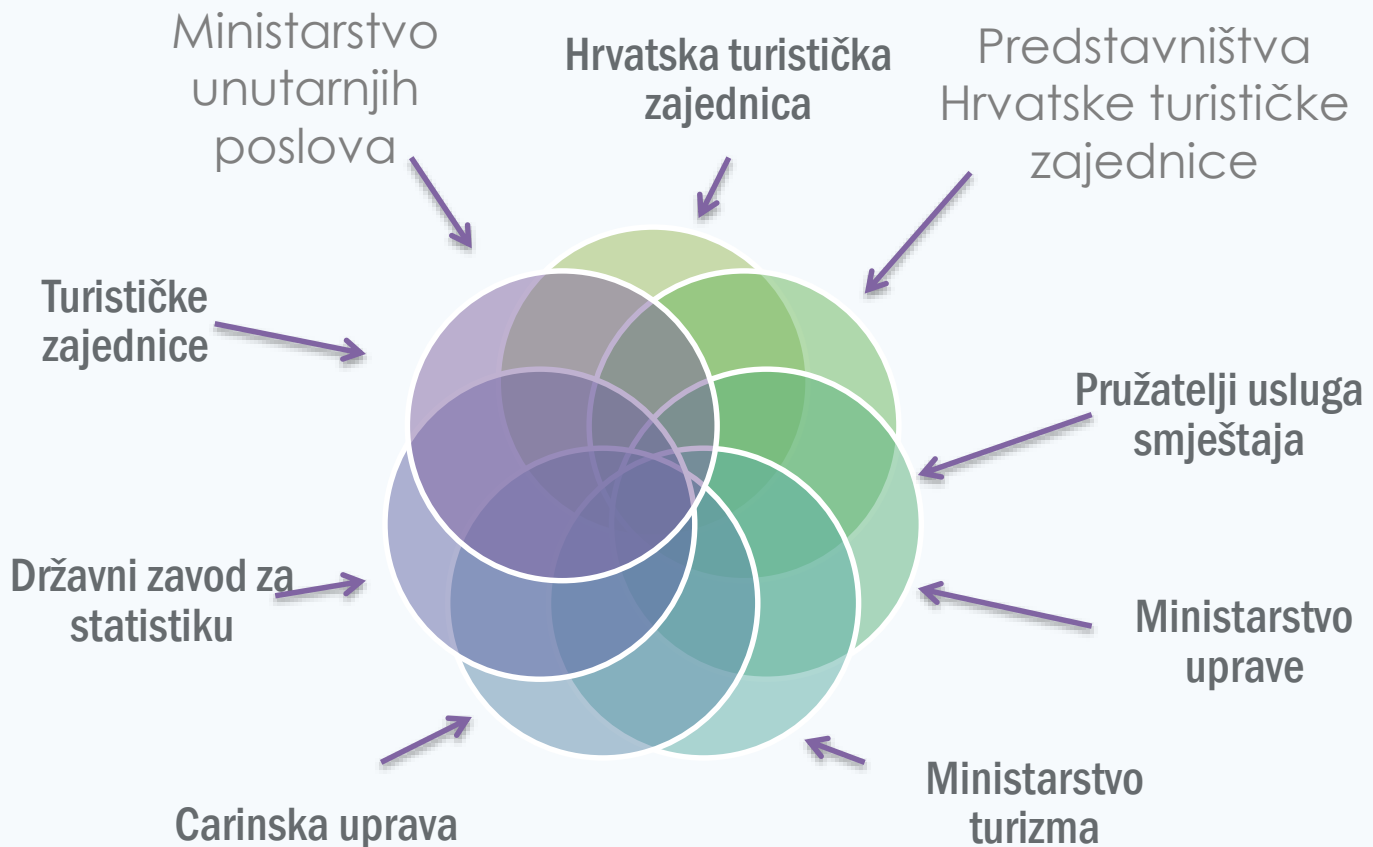 Ministarstvo
unutarnjih
poslova
Hrvatska turistička
zajednica
Predstavništva
Hrvatske turističke
zajednice
Turističke
zajednice
Pružatelji usluga
smještaja
Državni zavod za
statistiku
Ministarstvo
uprave
Carinska uprava
Ministarstvo
turizma